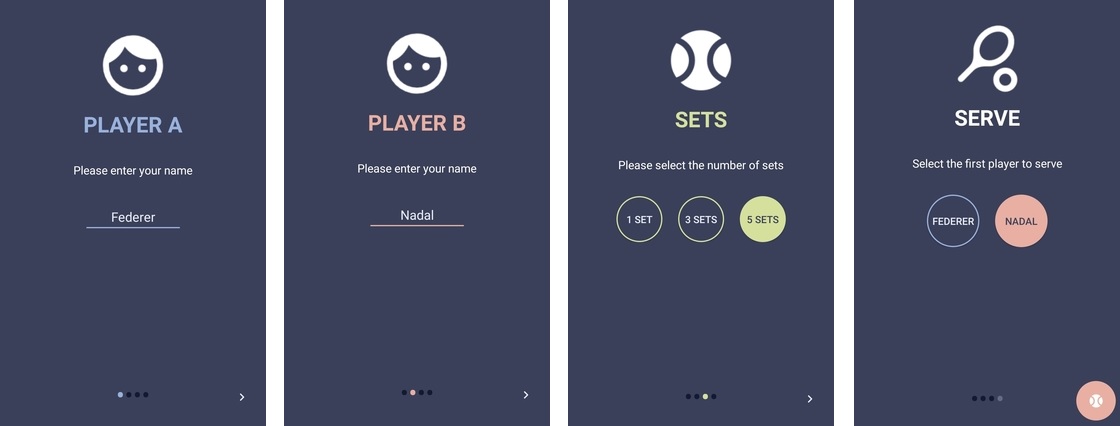 PLAYER A
Please enter your name
Federer
PLAYER B
Please enter your name
Nadal
SETS
Please select the number of sets
1 SET
3 SETS
5 SETS
SERVE
Select the first player to serve
FEDERER
NADAL